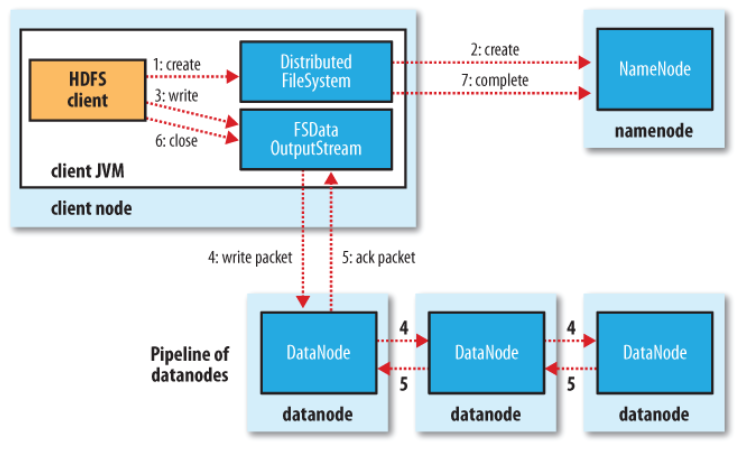 HDFS
client
1: create
3: write
6: close
Distributed
FileSystem
FSData
OutputStream
client JVM
client node
2: create
7: complete
NameNode
namenode
4: write packet
5: ack packet
Pipeline of
datanodes
DataNode
datanode
4
5
DataNode
datanode
4
5
DataNode
datanode